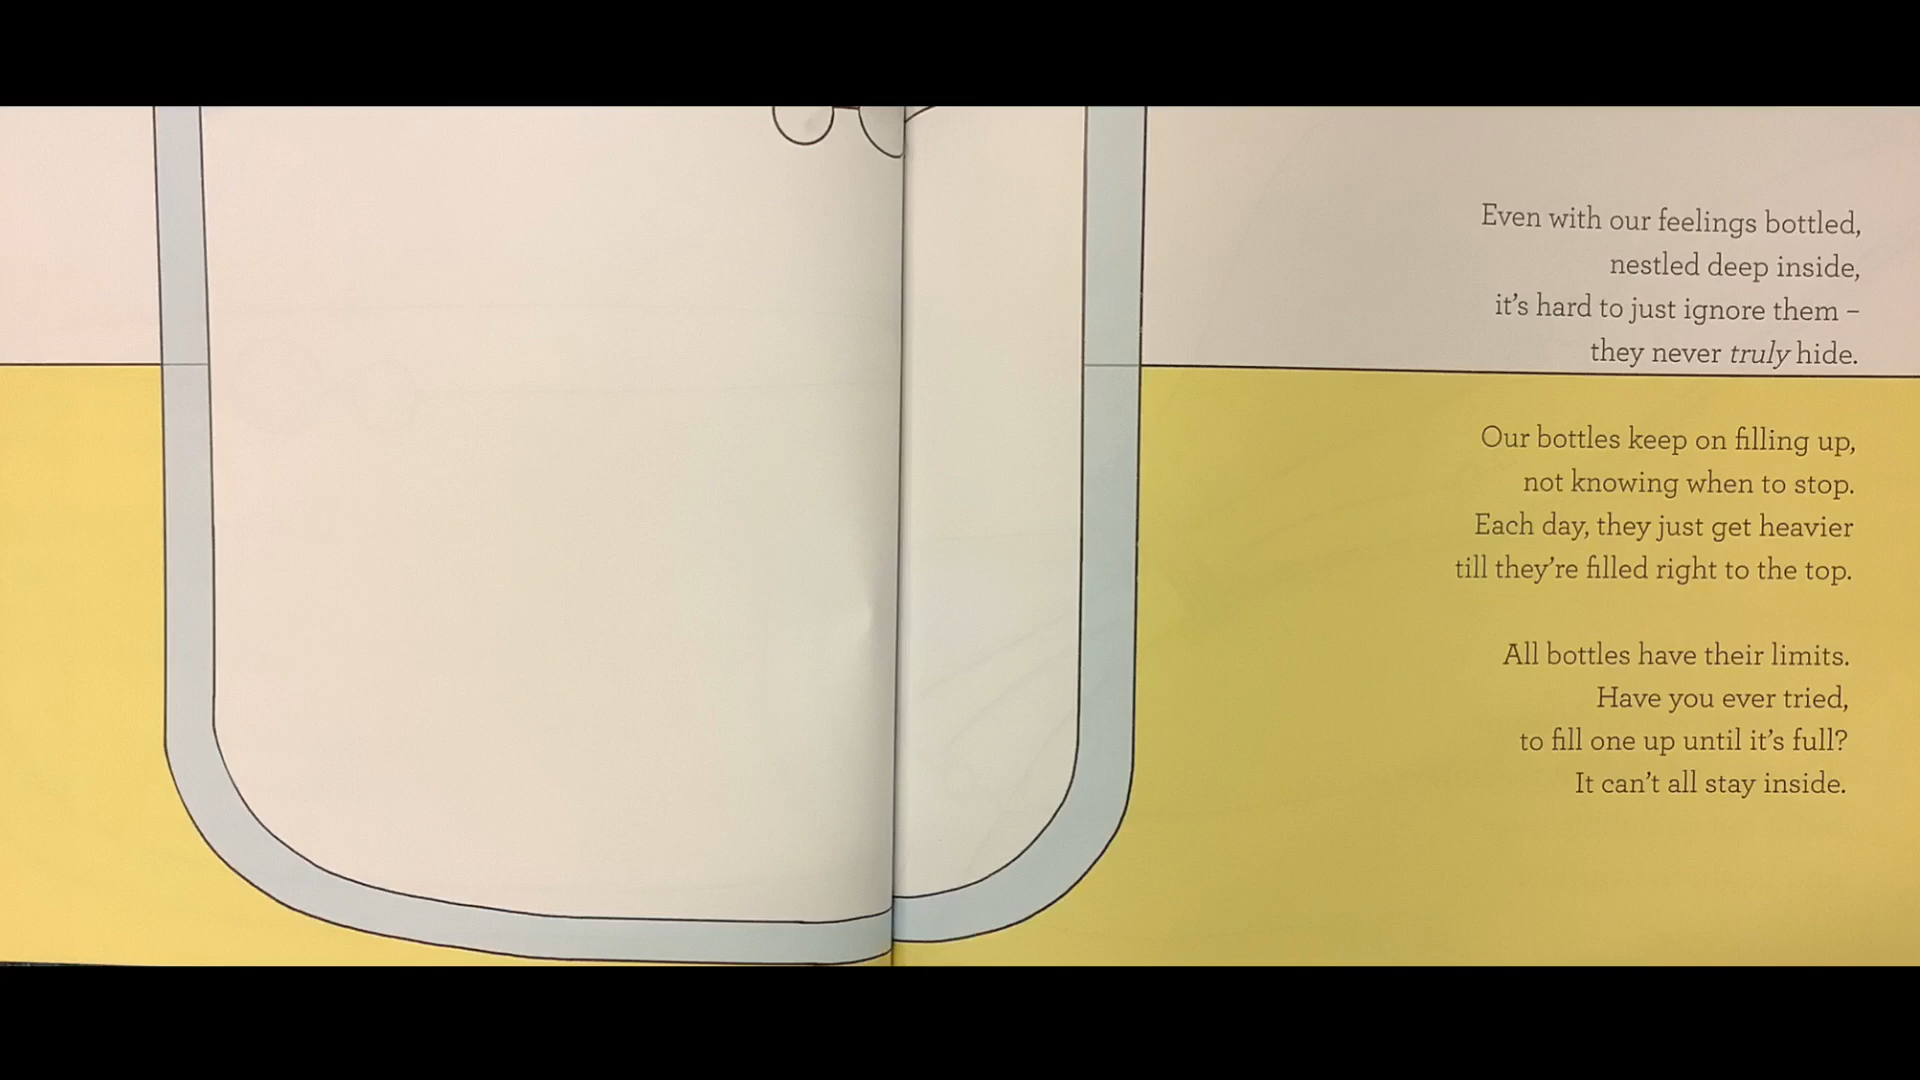 Even with our feelings bottled,
nestled deep inside,
it's hard to just ignore them –
they never truly hide.
Our bottles keep on filling up,
not knowing when to stop.
Each day, they just get heavier
till they're filled right to the top.
All bottles have their limits.
Have you ever tried,
to fill one up until it's full?
It can't all stay inside.